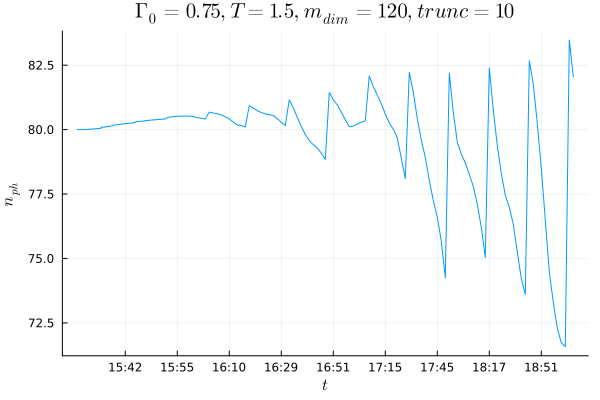 Γ₀ = 0.75, T = 1.5, m_dim = 120, trunc = 10
82.5
80.0
77.5
75.0
72.5
n_ph
15:42 15:55 16:10 16:29 16:51 17:15 17:45 18:17 18:51
t